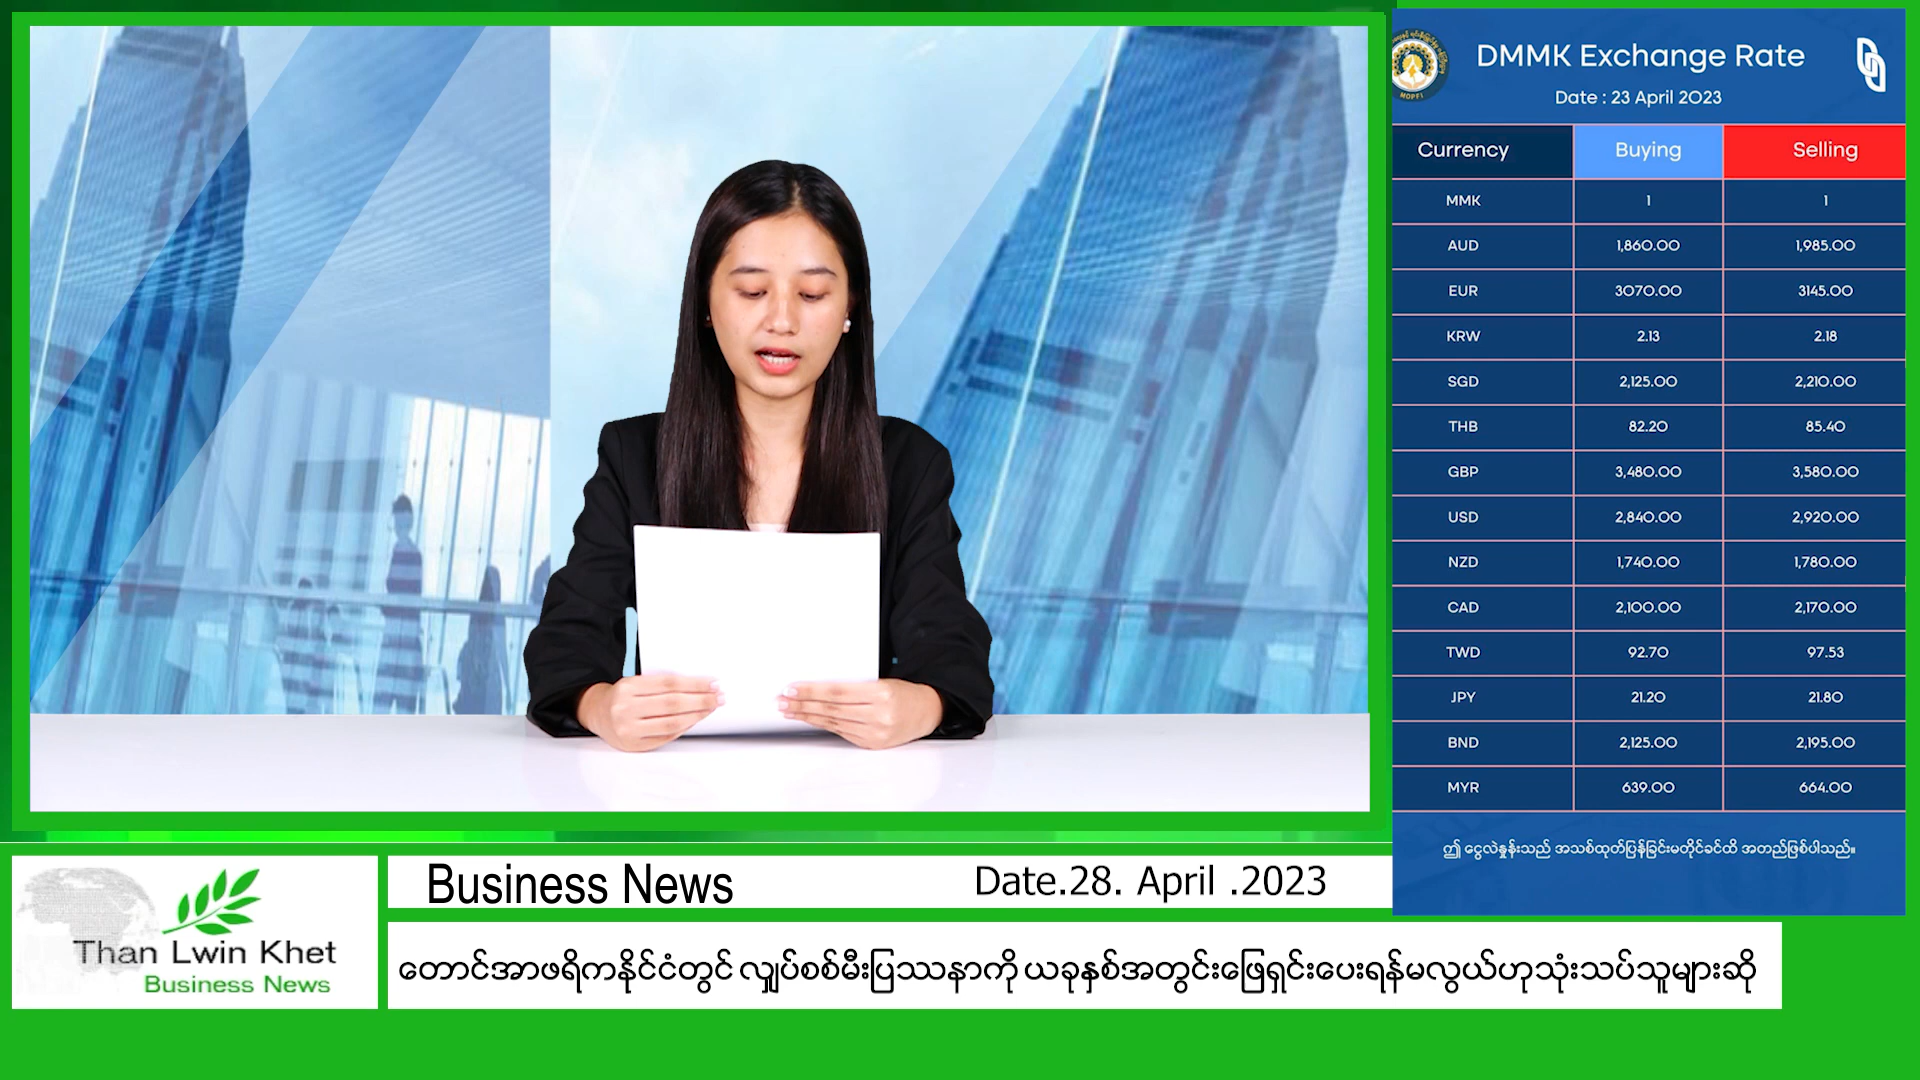 DMMK Exchange Rate
Date : 23 April 2023
MOPFI
Currency Buying Selling
MMK 1 1
AUD 1,860.00 1,985.00
EUR 3070.00 3145.00
KRW 2.13 2.18
SGD 2,125.00 2,210.00
THB 82.20 85.40
GBP 3,480.00 3,580.00
USD 2,840.00 2,920.00
NZD 1,740.00 1,780.00
CAD 2,100.00 2,170.00
TWD 92.70 97.53
JPY 21.20 21.80
BND 2,125.00 2,195.00
MYR 639.00 664.00
ဤ ငွေလဲနှုန်းသည် အသစ်ထုတ်ပြန်ခြင်းမတိုင်ခင်ထိ အတည်ဖြစ်ပါသည်။
Business News Date.28. April .2023
Than Lwin Khet
Business News
တောင်အာဖရိကနိုင်ငံတွင် လျှပ်စစ်မီးပြဿနာကို ယခုနှစ်အတွင်းဖြေရှင်းပေးရန်မလွယ်ဟုသုံးသပ်သူများဆို